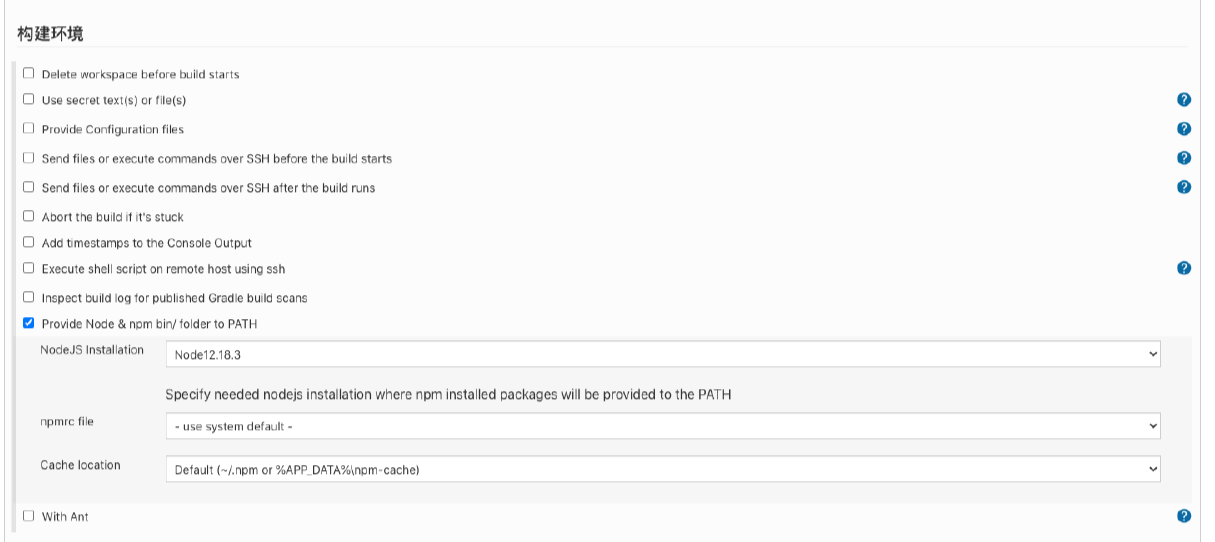 构建环境
Delete workspace before build starts
Use secret text(s) or file(s)
Provide Configuration files
Send files or execute commands over SSH before the build starts
Send files or execute commands over SSH after the build runs
Abort the build if it's stuck
Add timestamps to the Console Output
Execute shell script on remote host using ssh
Inspect build log for published Gradle build scans
Provide Node & npm bin/ folder to PATH
NodeJS Installation
Node12.18.3
Specify needed nodejs installation where npm installed packages will be provided to the PATH
npmrc file
- use system default -
Cache location
Default (~/.npm or %APP_DATA%\npm-cache)
With Ant